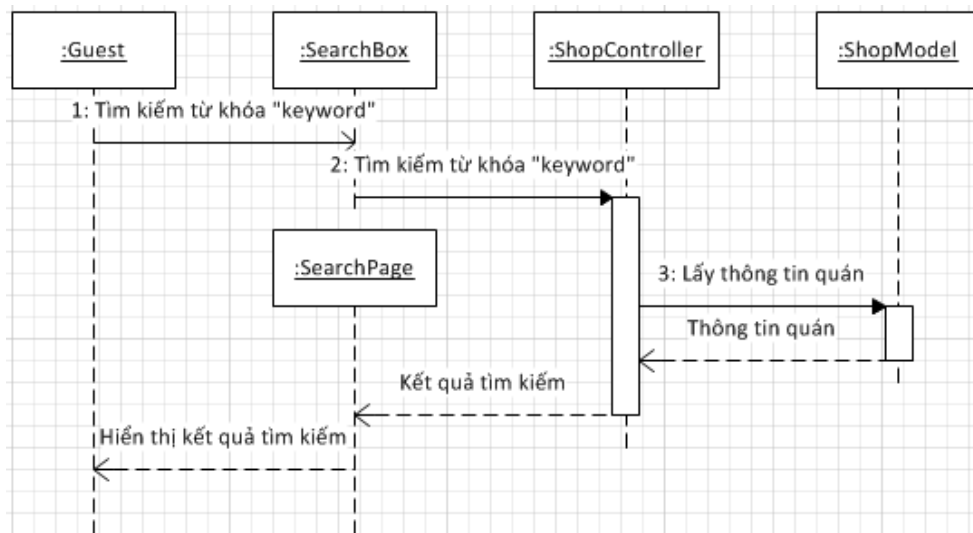 :Guest
:SearchBox
:ShopController
:ShopModel
1: Tìm kiếm từ khóa "keyword"
2: Tìm kiếm từ khóa "keyword"
:SearchPage
3: Lấy thông tin quán
Thông tin quán
Kết quả tìm kiếm
Hiển thị kết quả tìm kiếm